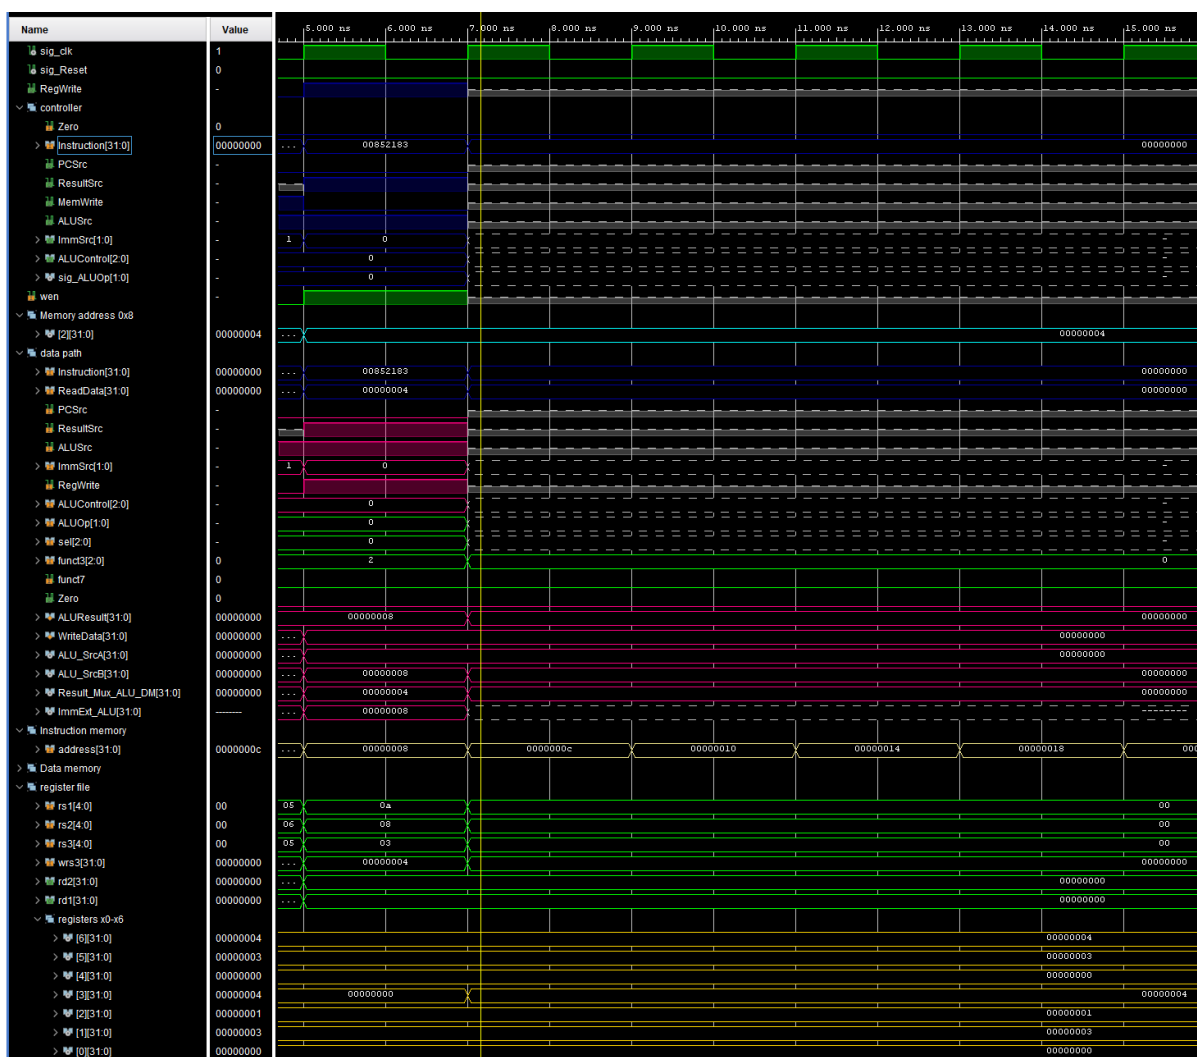 Name Value 5.000 ns 6.000 ns 7.000 ns 8.000 ns 9.000 ns 10.000 ns 11.000 ns 12.000 ns 13.000 ns 14.000 ns 15.000 ns
sig_clk 1
sig_Reset 0
RegWrite -
controller
Zero 0
Instruction[31:0] 00000000 ... 00852183 00000000
PCSrc -
ResultSrc -
MemWrite -
ALUSrc -
ImmSrc[1:0] - 1 0 -
ALUControl[2:0] - 0 -
sig_ALUOp[1:0] - 0 -
wen -
Memory address 0x8
[2][31:0] 00000004 ... 00000004
data path
Instruction[31:0] 00000000 ... 00852183 00000000
ReadData[31:0] 00000000 ... 00000004 00000000
PCSrc -
ResultSrc -
ALUSrc -
ImmSrc[1:0] - 1 0 -
RegWrite -
ALUControl[2:0] - 0 -
ALUOp[1:0] - 0 -
sel[2:0] - 0 -
funct3[2:0] 0 2 0
funct7 0
Zero 0
ALUResult[31:0] 00000000 00000008 00000000
WriteData[31:0] 00000000 ... 00000000
ALU_SrcA[31:0] 00000000 ... 00000000
ALU_SrcB[31:0] 00000000 ... 00000008 00000000
Result_Mux_ALU_DM[31:0] 00000000 ... 00000004 00000000
ImmExt_ALU[31:0] -------- ... 00000008 --------
Instruction memory
address[31:0] 0000000c ... 00000008 0000000c 00000010 00000014 00000018 000
Data memory
register file
rs1[4:0] 00 05 0a 00
rs2[4:0] 00 06 08 00
rs3[4:0] 00 05 03 00
wrs3[31:0] 00000000 ... 00000004 00000000
rd2[31:0] 00000000 ... 00000000
rd1[31:0] 00000000 ... 00000000
registers x0-x6
[6][31:0] 00000004 00000004
[5][31:0] 00000003 00000003
[4][31:0] 00000000 00000000
[3][31:0] 00000004 00000000 00000004
[2][31:0] 00000001 00000001
[1][31:0] 00000003 00000003
[0][31:0] 00000000 00000000